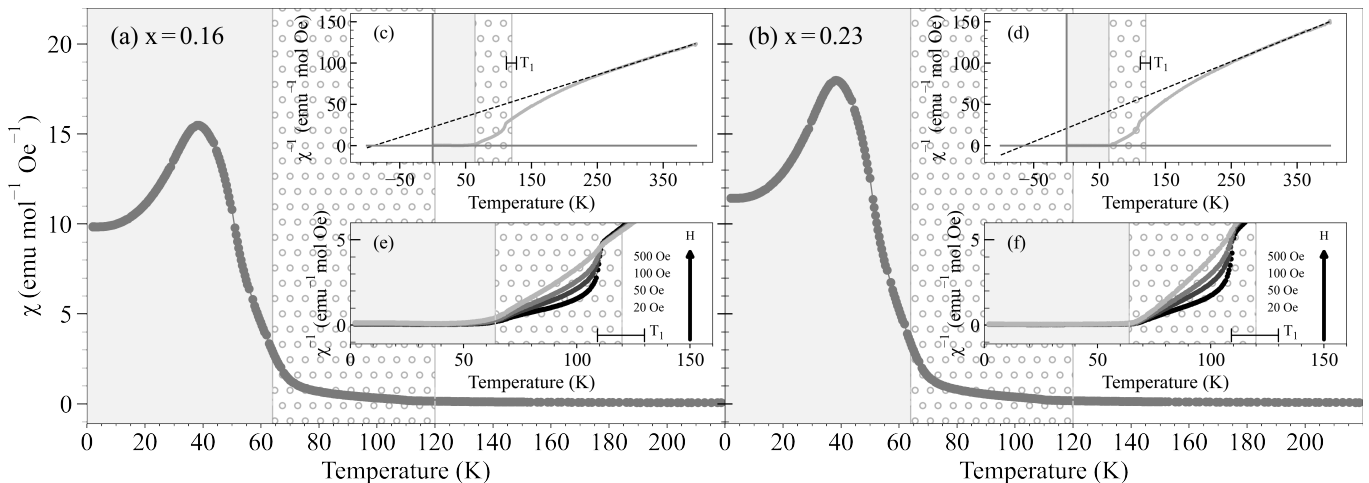 (a) x = 0.16
χ (emu mol⁻¹ Oe⁻¹)
20
15
10
5
0
0 20 40 60 80 100 120 140 160 180 200
Temperature (K)
(c)
χ⁻¹ (emu⁻¹ mol Oe)
150
100
50
0
T₁
−50 50 150 250 350
Temperature (K)
(e)
χ⁻¹ (emu⁻¹ mol Oe)
5
0
H
500 Oe
100 Oe
50 Oe
20 Oe
T₁
0 50 100 150
Temperature (K)
(b) x = 0.23
0 20 40 60 80 100 120 140 160 180 200
Temperature (K)
(d)
χ⁻¹ (emu⁻¹ mol Oe)
150
100
50
0
T₁
−50 50 150 250 350
Temperature (K)
(f)
χ⁻¹ (emu⁻¹ mol Oe)
5
0
H
500 Oe
100 Oe
50 Oe
20 Oe
T₁
0 50 100 150
Temperature (K)